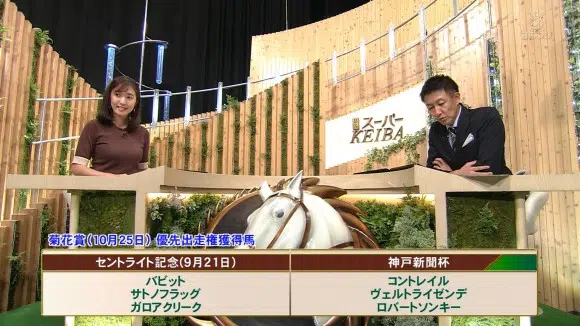 スーパー
KEIBA
菊花賞(10月25日) 優先出走権獲得馬
セントライト記念(9月21日)
バビット
サトノフラッグ
ガロアクリーク
神戸新聞杯
コントレイル
ヴェルトライゼンデ
ロバートソンキー